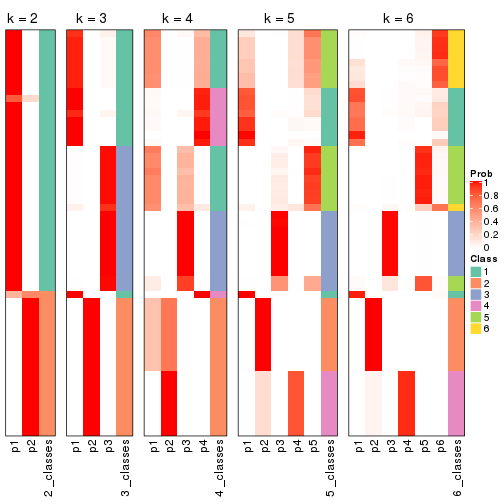 k = 2
k = 3
k = 4
k = 5
k = 6
Prob
1
0.8
0.6
0.4
0.2
0
Class
1
2
3
4
5
6
p1
p2
2_classes
p1
p2
p3
3_classes
p1
p2
p3
p4
4_classes
p1
p2
p3
p4
p5
5_classes
p1
p2
p3
p4
p5
p6
6_classes